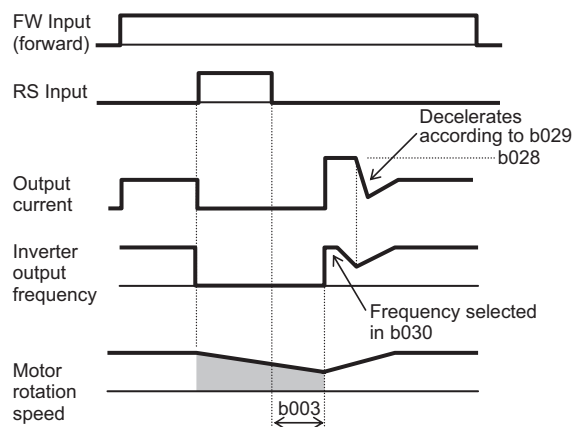 FW Input
(forward)
RS Input
Decelerates
according to b029
b028
Output
current
Inverter
output
frequency
Frequency selected
in b030
Motor
rotation
speed
b003